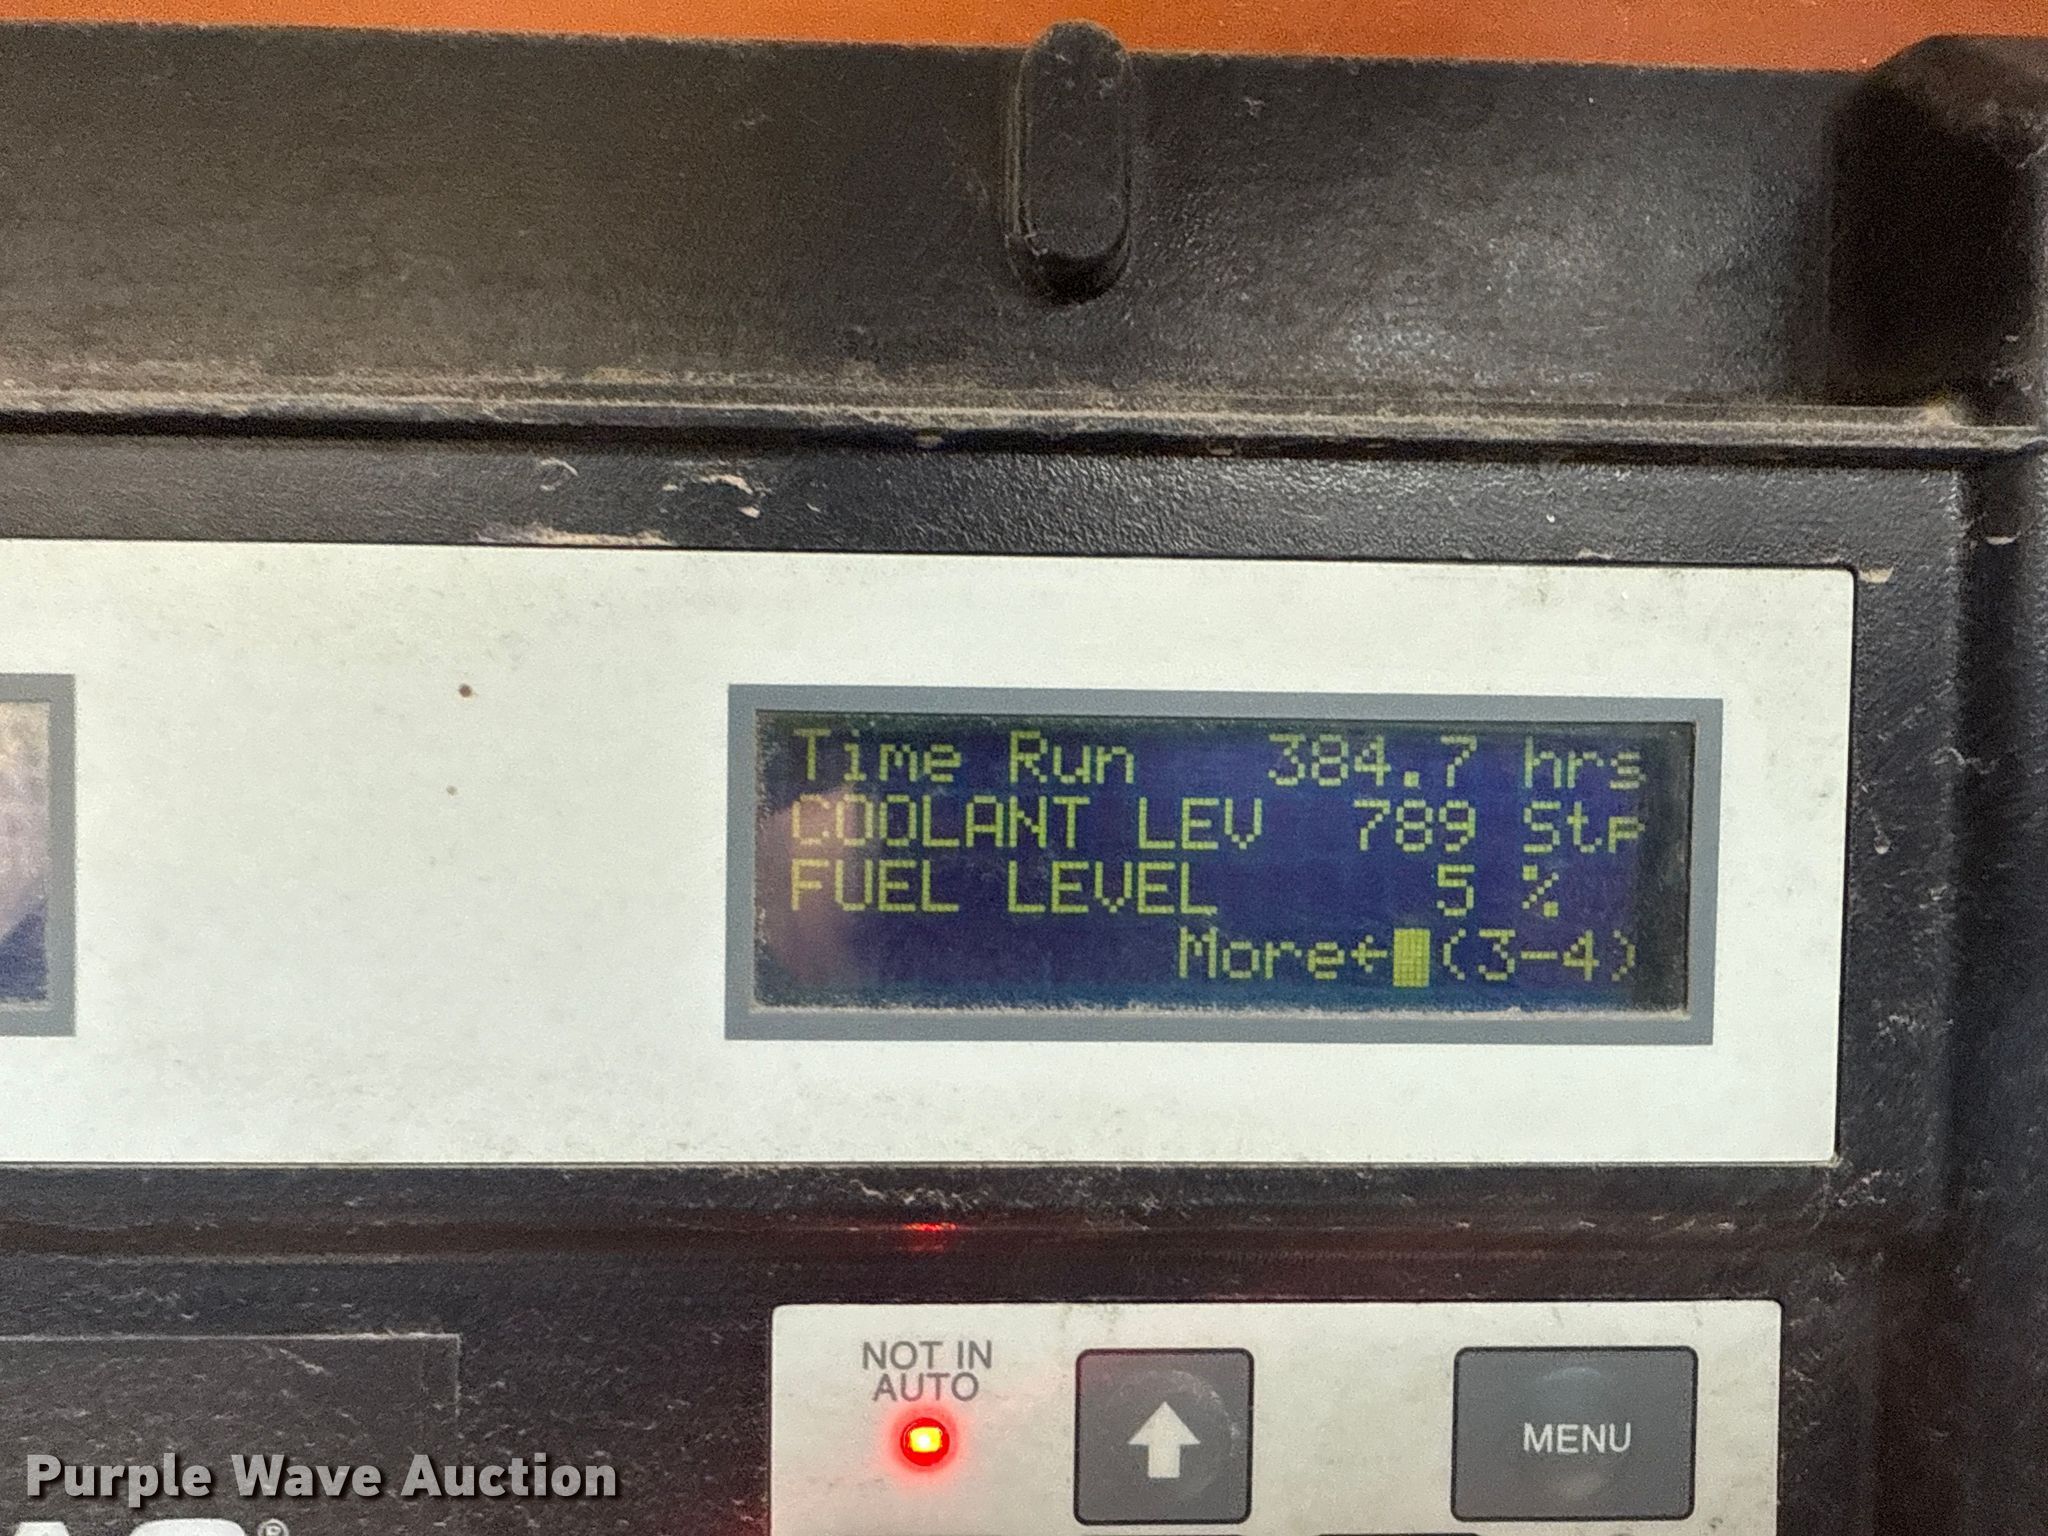 Time Run 384.7 hrs
COOLANT LEV 789 Stp
FUEL LEVEL 5 %
More←(3-4)
NOT IN
AUTO
MENU
Purple Wave Auction